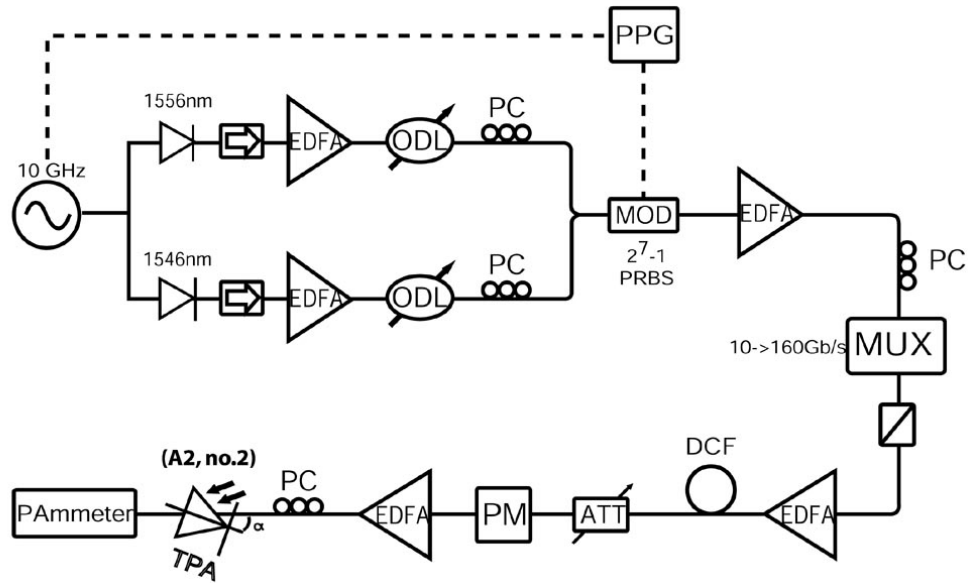 PPG
1556nm
EDFA
ODL
PC
10 GHz
MOD
2⁷-1
PRBS
EDFA
PC
1546nm
EDFA
ODL
PC
10->160Gb/s
MUX
DCF
(A2, no.2)
PC
PAmmeter
α
TPA
EDFA
PM
ATT
EDFA